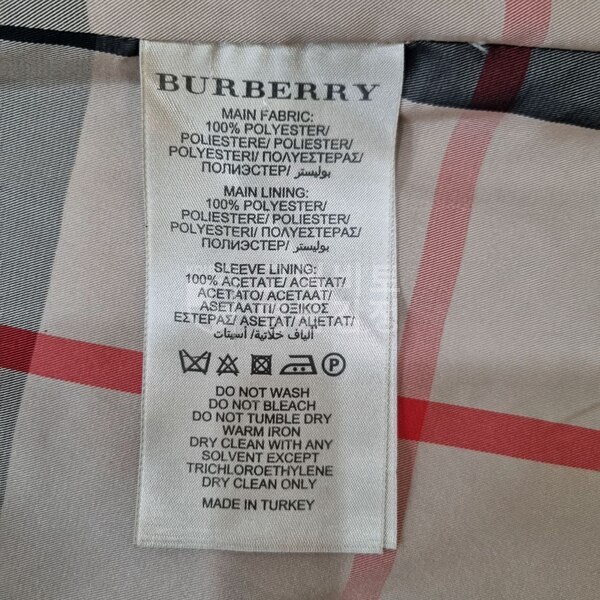 BURBERRY
MAIN FABRIC:
100% POLYESTER/
POLIESTERE/ POLIESTER/
POLYESTERI/ ΠΟΛΥΕΣΤΕΡΑΣ/
ПОЛИЭСТЕР/ بوليستر
MAIN LINING:
100% POLYESTER/
POLIESTERE/ POLIESTER/
POLYESTERI/ ΠΟΛΥΕΣΤΕΡΑΣ/
ПОЛИЭСТЕР/ بوليستر
SLEEVE LINING:
100% ACETATE/ ACETAT/
ACETATO/ ACETAAT/
ASETAATTI/ ΟΞΙΚΟΣ
ΕΣΤΕΡΑΣ/ ASETAT/ АЦЕТАТ/
ألياف خلاتية/ أسيتات
P
DO NOT WASH
DO NOT BLEACH
DO NOT TUMBLE DRY
WARM IRON
DRY CLEAN WITH ANY
SOLVENT EXCEPT
TRICHLOROETHYLENE
DRY CLEAN ONLY
MADE IN TURKEY